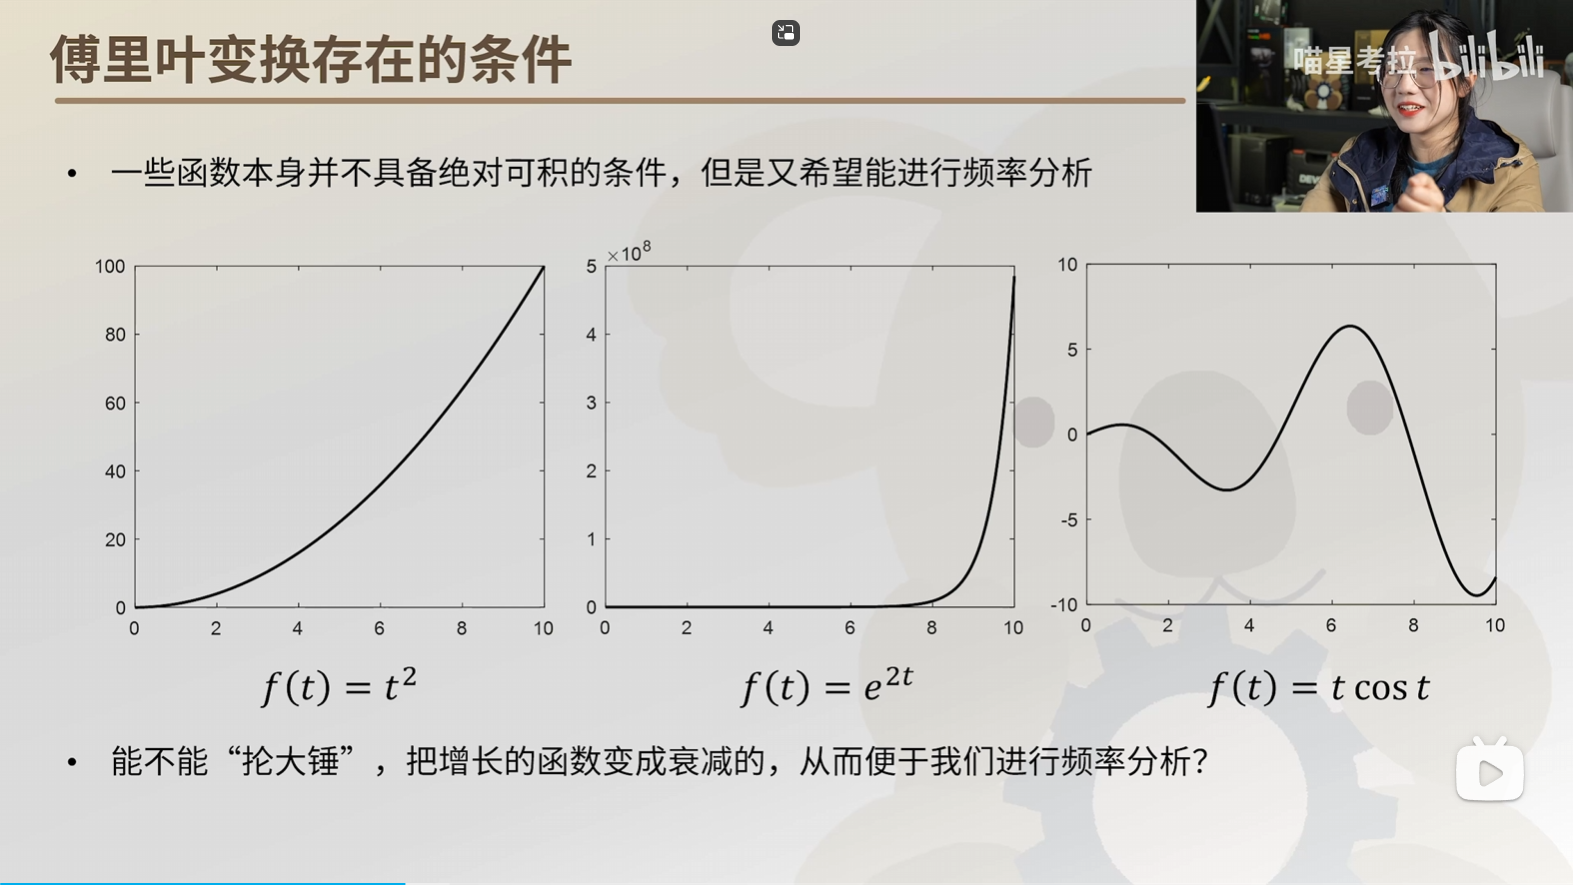 傅里叶变换存在的条件
喵星考拉 bilibili
• 一些函数本身并不具备绝对可积的条件，但是又希望能进行频率分析
100
80
60
40
20
0
0 2 4 6 8 10
f(t) = t²
×10⁸
5
4
3
2
1
0
0 2 4 6 8 10
f(t) = e²ᵗ
10
5
0
-5
-10
0 2 4 6 8 10
f(t) = t cos t
• 能不能“抡大锤”，把增长的函数变成衰减的，从而便于我们进行频率分析？